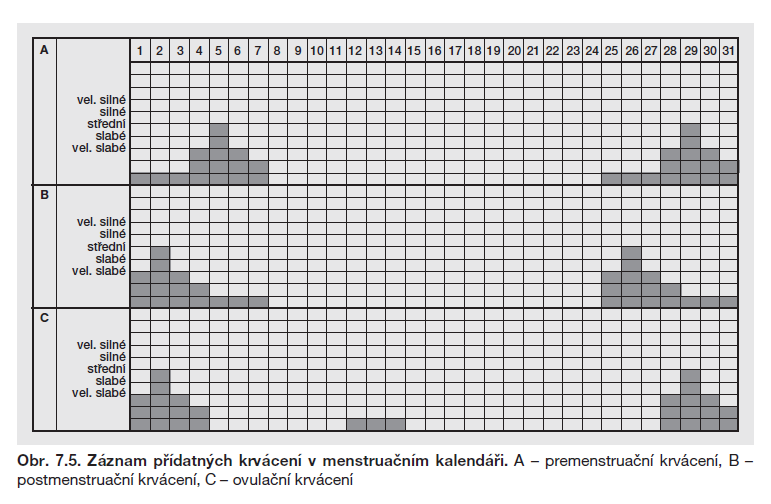 A 1 2 3 4 5 6 7 8 9 10 11 12 13 14 15 16 17 18 19 20 21 22 23 24 25 26 27 28 29 30 31
vel. silné
silné
střední
slabé
vel. slabé
B
vel. silné
silné
střední
slabé
vel. slabé
C
vel. silné
silné
střední
slabé
vel. slabé
Obr. 7.5. Záznam přídatných krvácení v menstruačním kalendáři. A – premenstruační krvácení, B –
postmenstruační krvácení, C – ovulační krvácení